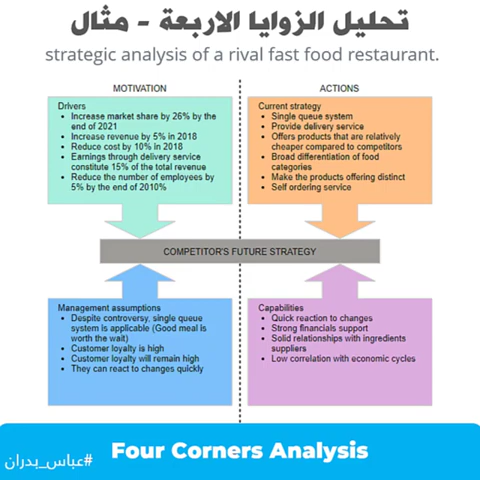 تحليل الزوايا الاربعة - مثال
strategic analysis of a rival fast food restaurant.
MOTIVATION
Drivers
• Increase market share by 26% by the
end of 2021
• Increase revenue by 5% in 2018
• Reduce cost by 10% in 2018
• Earnings through delivery service
constitute 15% of the total revenue
• Reduce the number of employees by
5% by the end of 2010%
ACTIONS
Current strategy
• Single queue system
• Provide delivery service
• Offers products that are relatively
cheaper compared to competitors
• Broad differentiation of food
categories
• Make the products offering distinct
• Self ordering service
COMPETITOR'S FUTURE STRATEGY
Management assumptions
• Despite controversy, single queue
system is applicable (Good meal is
worth the wait)
• Customer loyalty is high
• Customer loyalty will remain high
• They can react to changes quickly
Capabilities
• Quick reaction to changes
• Strong financials support
• Solid relationships with ingredients
suppliers
• Low correlation with economic cycles
Four Corners Analysis
#عباس_بدران